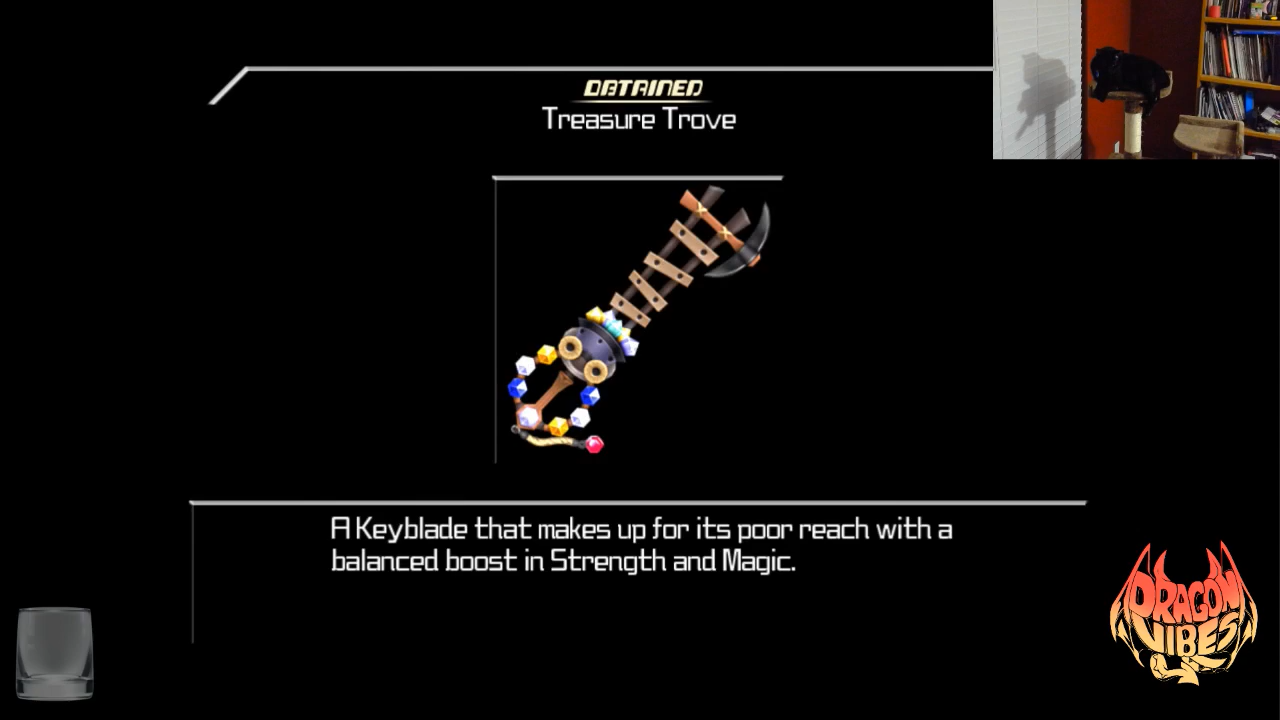 OBTAINED
Treasure Trove
A Keyblade that makes up for its poor reach with a
balanced boost in Strength and Magic.
DRAGON
VIBES